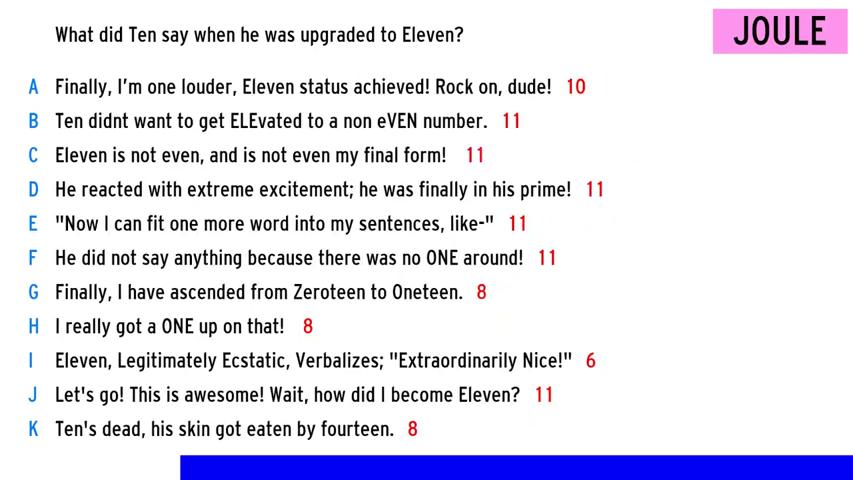 What did Ten say when he was upgraded to Eleven?
JOULE
A Finally, I'm one louder, Eleven status achieved! Rock on, dude! 10
B Ten didnt want to get ELEvated to a non eVEN number. 11
C Eleven is not even, and is not even my final form! 11
D He reacted with extreme excitement; he was finally in his prime! 11
E "Now I can fit one more word into my sentences, like-" 11
F He did not say anything because there was no ONE around! 11
G Finally, I have ascended from Zeroteen to Oneteen. 8
H I really got a ONE up on that! 8
I Eleven, Legitimately Ecstatic, Verbalizes; "Extraordinarily Nice!" 6
J Let's go! This is awesome! Wait, how did I become Eleven? 11
K Ten's dead, his skin got eaten by fourteen. 8